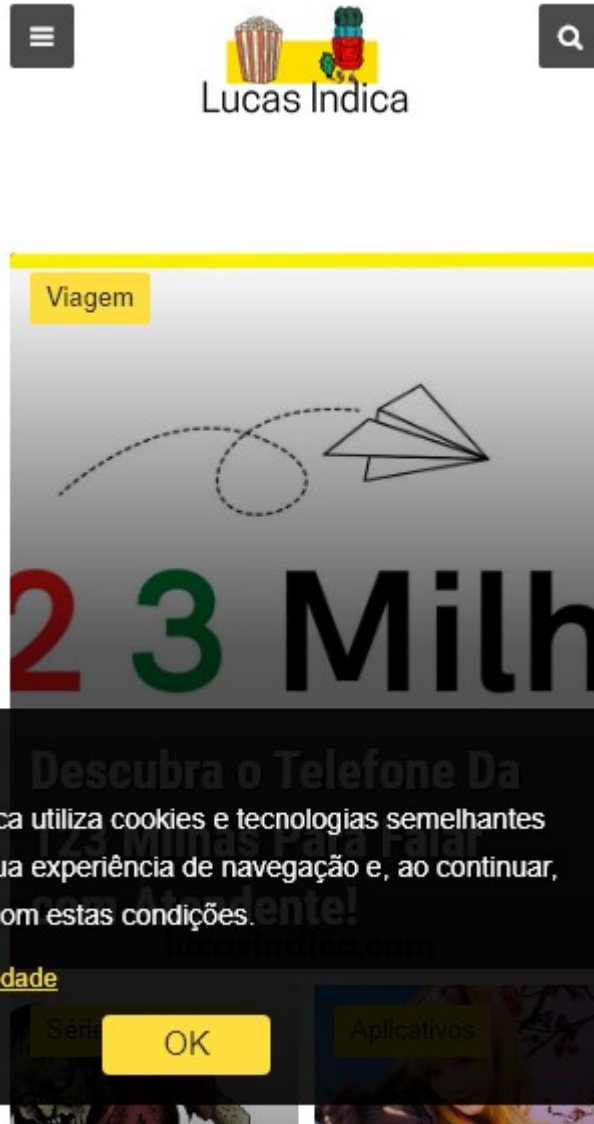 Lucas Indica
Viagem
2 3 Milh
Descubra o Telefone Da
123 Milhas Para Falar
com Atendente!
ca utiliza cookies e tecnologias semelhantes
ua experiência de navegação e, ao continuar,
om estas condições.
lucasindica.com
dade
Série
OK
Aplicativos